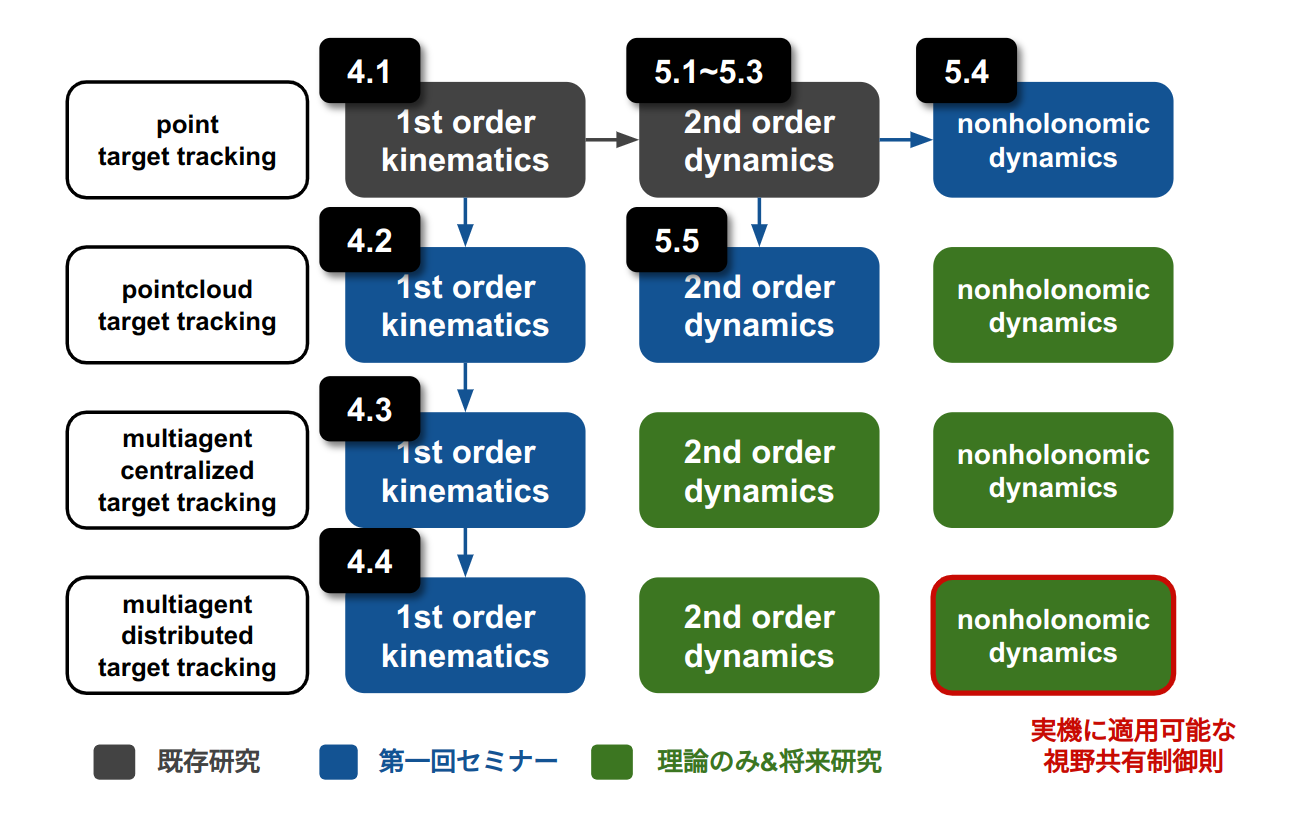 4.1
5.1~5.3
5.4
point
target tracking
1st order
kinematics
2nd order
dynamics
nonholonomic
dynamics
4.2
5.5
pointcloud
target tracking
1st order
kinematics
2nd order
dynamics
nonholonomic
dynamics
4.3
multiagent
centralized
target tracking
1st order
kinematics
2nd order
dynamics
nonholonomic
dynamics
4.4
multiagent
distributed
target tracking
1st order
kinematics
2nd order
dynamics
nonholonomic
dynamics
実機に適用可能な
視野共有制御則
既存研究
第一回セミナー
理論のみ&将来研究